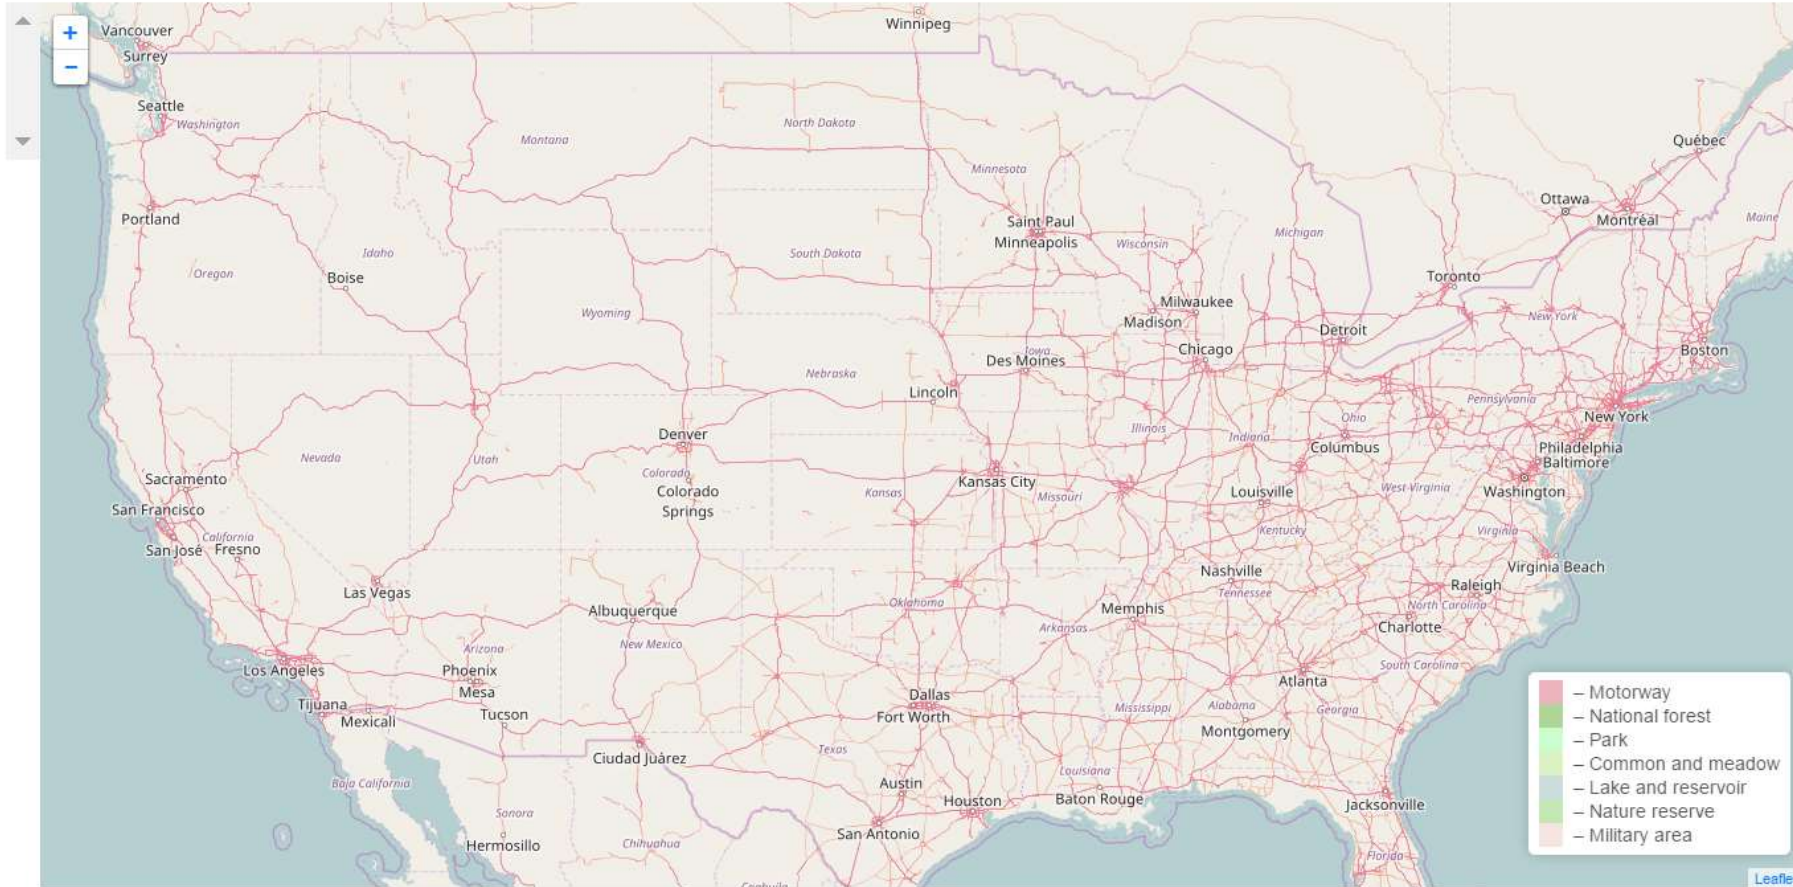 +
−
Vancouver
Surrey
Winnipeg
Seattle
Washington
Montana
North Dakota
Minnesota
Québec
Ottawa
Montréal
Maine
Portland
Saint Paul
Minneapolis
Wisconsin
Michigan
Idaho
Oregon
Boise
South Dakota
Toronto
Wyoming
Milwaukee
Madison
Detroit
New York
Iowa
Chicago
Des Moines
Boston
Nebraska
Lincoln
Pennsylvania
New York
Denver
Illinois
Indiana
Ohio
Columbus
Philadelphia
Baltimore
Nevada
Utah
Colorado
Sacramento
Colorado
Springs
Kansas
Kansas City
Missouri
Louisville
West Virginia
Washington
San Francisco
California
San José
Fresno
Kentucky
Virginia
Virginia Beach
Las Vegas
Nashville
Tennessee
Raleigh
Albuquerque
Oklahoma
Memphis
North Carolina
Arkansas
Charlotte
New Mexico
Arizona
Los Angeles
Phoenix
Mesa
Atlanta
South Carolina
Tijuana
Mexicali
Tucson
Dallas
Fort Worth
Mississippi
Alabama
Georgia
Montgomery
Ciudad Juárez
Texas
Baja California
Austin
Louisiana
Houston
Baton Rouge
Jacksonville
Sonora
San Antonio
Hermosillo
Chihuahua
Florida
– Motorway
– National forest
– Park
– Common and meadow
– Lake and reservoir
– Nature reserve
– Military area
Leafle